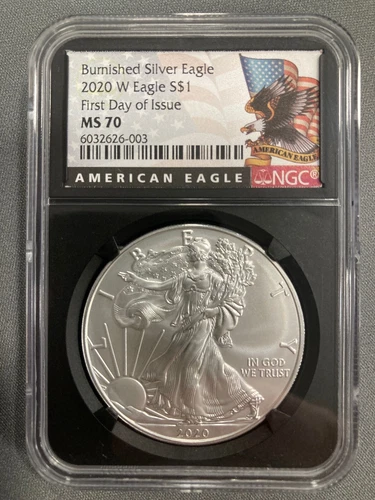 Burnished Silver Eagle
2020 W Eagle S$1
First Day of Issue
MS 70
6032626-003
AMERICAN EAGLE
AMERICAN EAGLE NGC®
LIBERTY
IN GOD
WE TRUST
2020